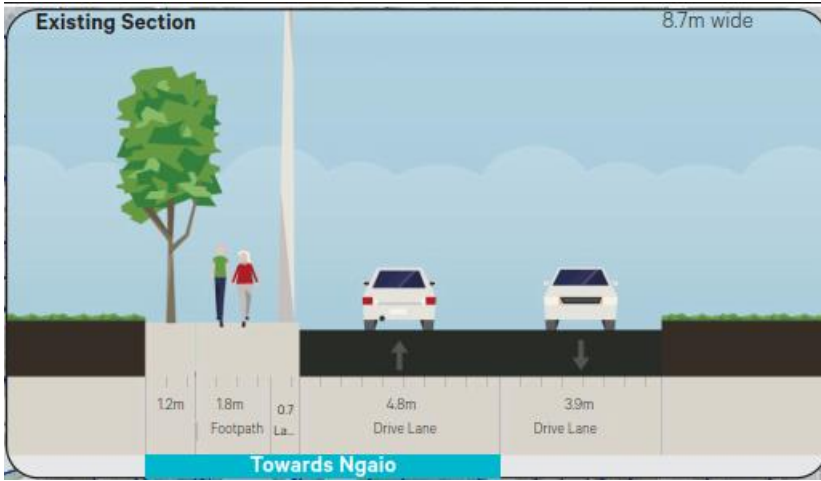 Existing Section
8.7m wide
1.2m
1.8m
0.7
4.8m
3.9m
Footpath
La...
Drive Lane
Drive Lane
Towards Ngaio